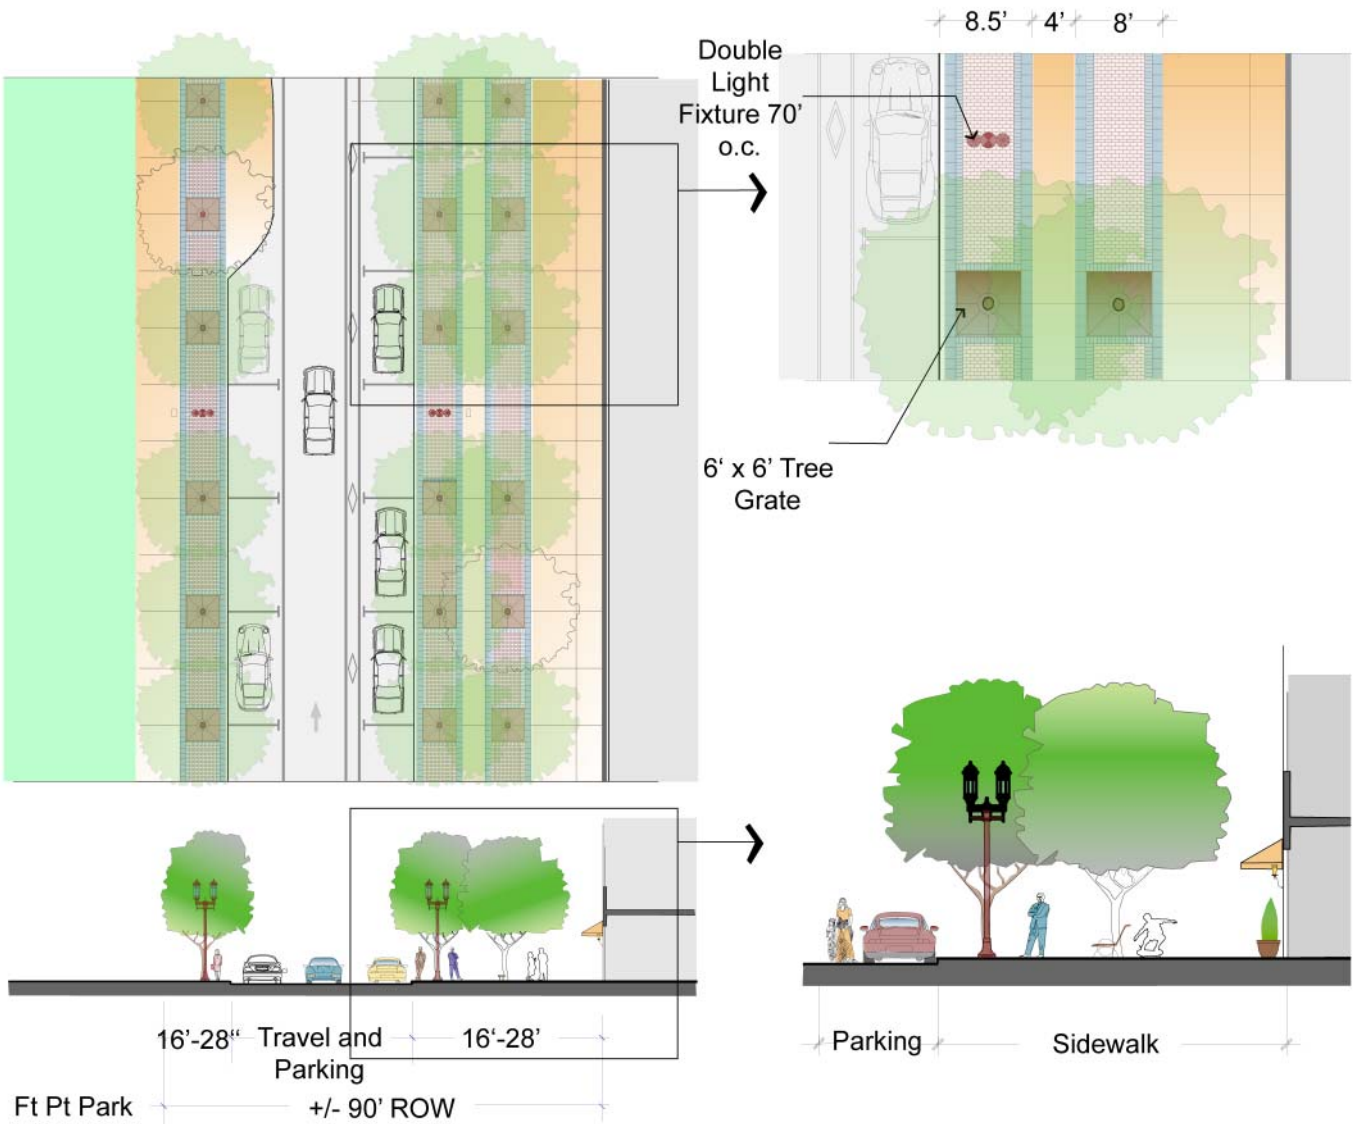 8.5’ 4’ 8’
Double
Light
Fixture 70’
o.c.
6‘ x 6’ Tree
Grate
16’-28“ Travel and
Parking
16‘-28’
Ft Pt Park
+/- 90’ ROW
Parking
Sidewalk